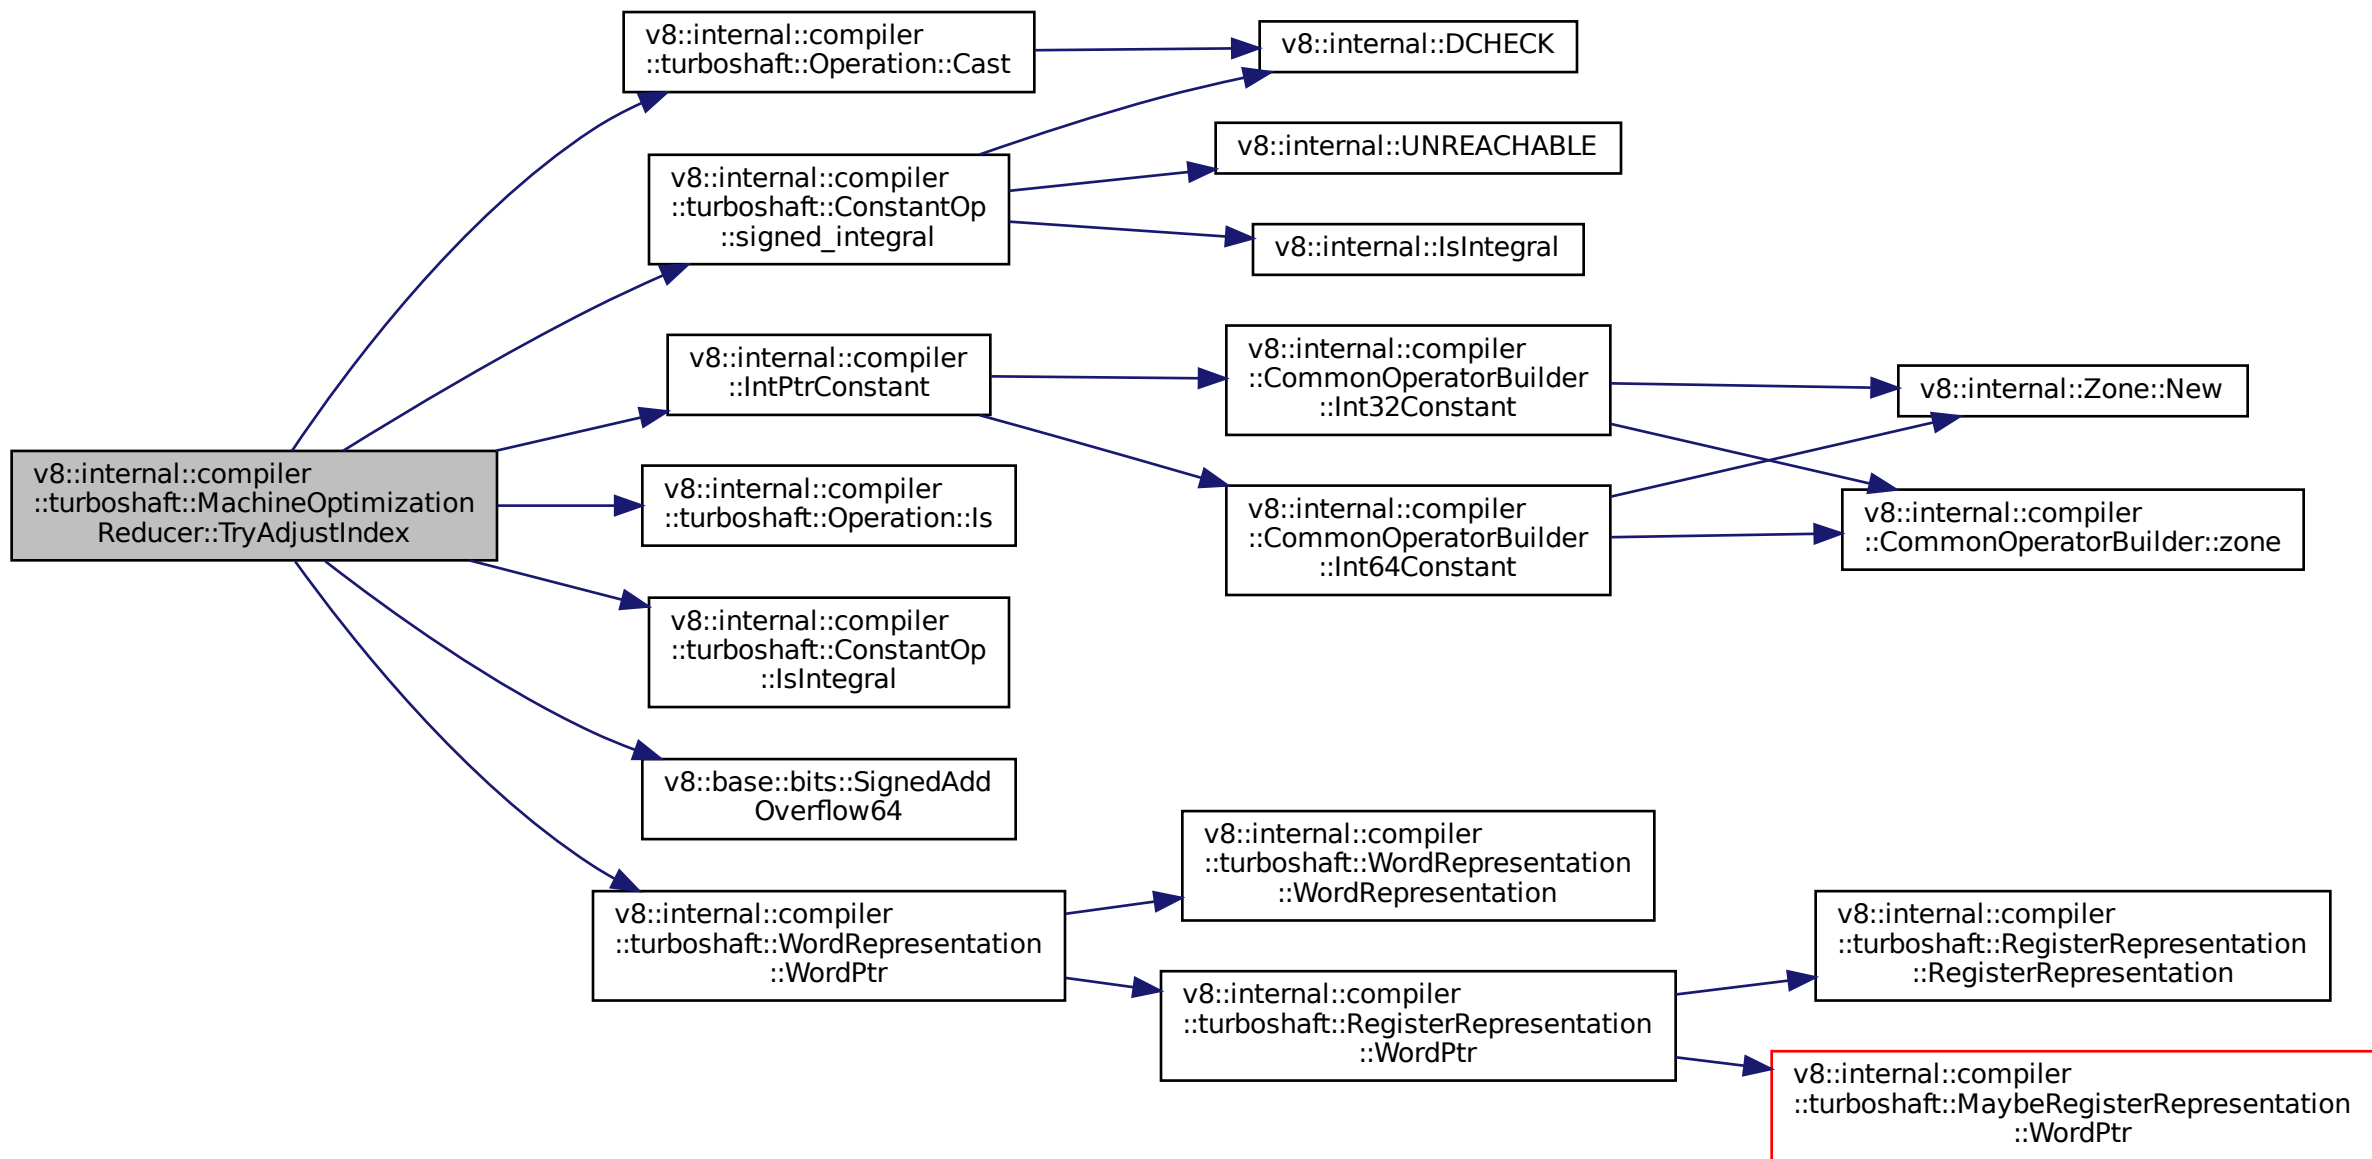 v8::internal::compiler
::turboshaft::MachineOptimization
Reducer::TryAdjustIndex
v8::internal::compiler
::turboshaft::Operation::Cast
v8::internal::DCHECK
v8::internal::compiler
::turboshaft::ConstantOp
::signed_integral
v8::internal::UNREACHABLE
v8::internal::IsIntegral
v8::internal::compiler
::IntPtrConstant
v8::internal::compiler
::CommonOperatorBuilder
::Int32Constant
v8::internal::Zone::New
v8::internal::compiler
::CommonOperatorBuilder::zone
v8::internal::compiler
::CommonOperatorBuilder
::Int64Constant
v8::internal::compiler
::turboshaft::Operation::Is
v8::internal::compiler
::turboshaft::ConstantOp
::IsIntegral
v8::base::bits::SignedAdd
Overflow64
v8::internal::compiler
::turboshaft::WordRepresentation
::WordPtr
v8::internal::compiler
::turboshaft::WordRepresentation
::WordRepresentation
v8::internal::compiler
::turboshaft::RegisterRepresentation
::WordPtr
v8::internal::compiler
::turboshaft::RegisterRepresentation
::RegisterRepresentation
v8::internal::compiler
::turboshaft::MaybeRegisterRepresentation
::WordPtr